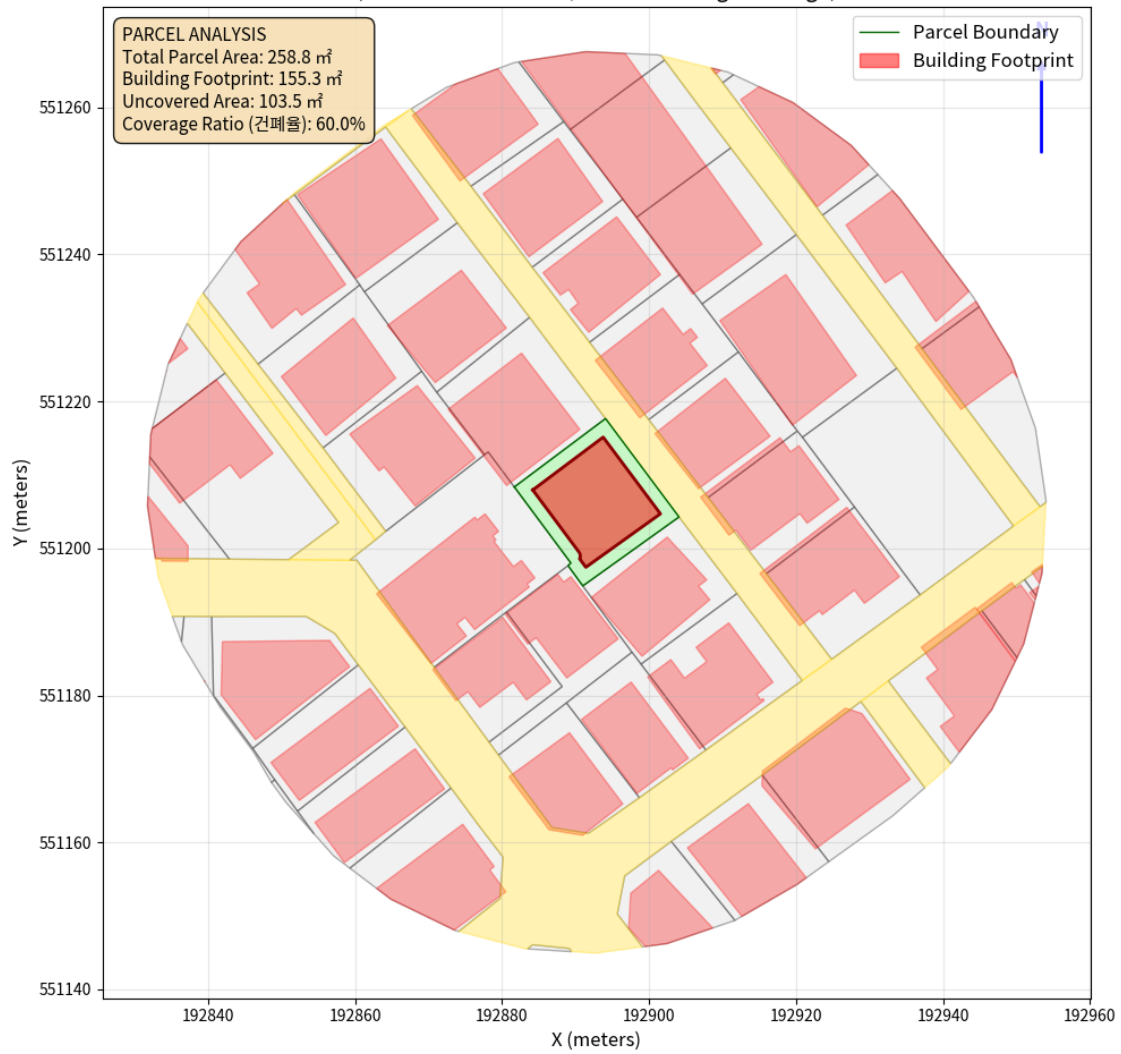 PARCEL ANALYSIS
Total Parcel Area: 258.8 ㎡
Building Footprint: 155.3 ㎡
Uncovered Area: 103.5 ㎡
Coverage Ratio (건폐율): 60.0%
Parcel Boundary
Building Footprint
N
551260
551240
551220
551200
551180
551160
551140
Y (meters)
192840
192860
192880
192900
192920
192940
192960
X (meters)